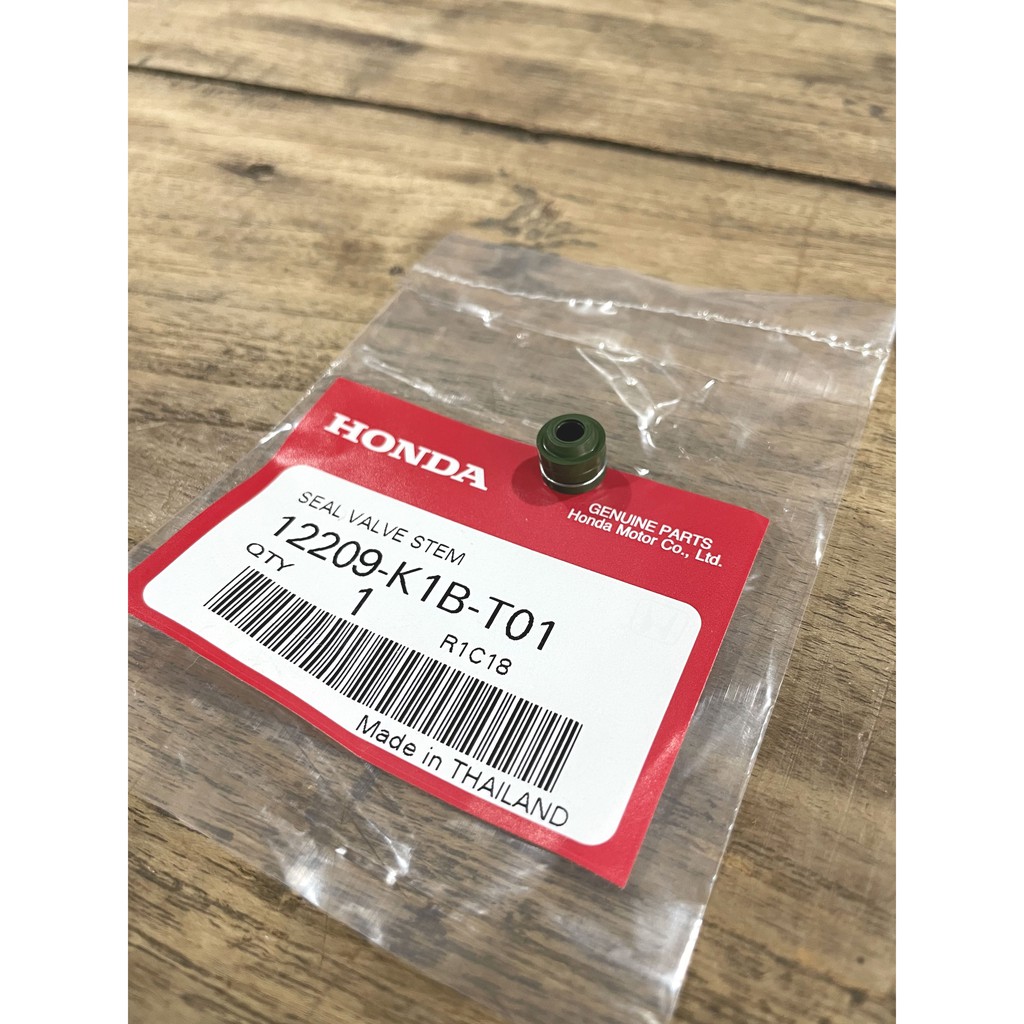 HONDA
GENUINE PARTS
Honda Motor Co., Ltd.
SEAL VALVE STEM
12209-K1B-T01
QTY 1
R1C18
Made in THAILAND